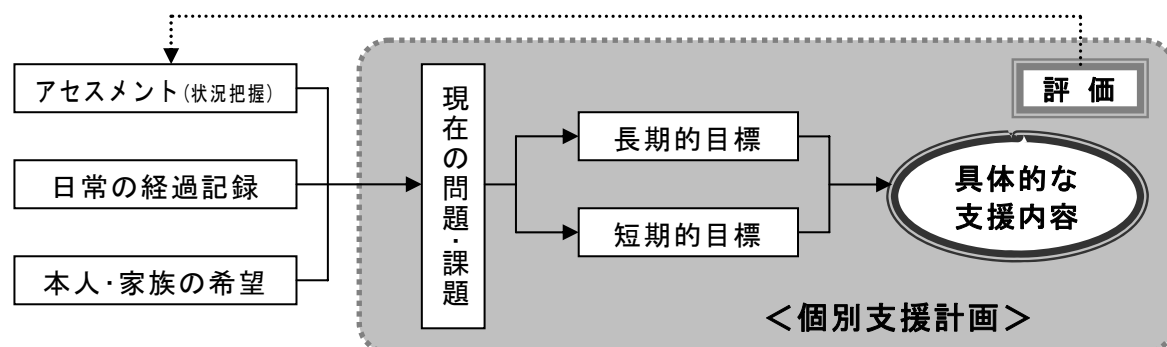 アセスメント(状況把握)
日常の経過記録
本人・家族の希望
現在の問題・課題
長期的目標
短期的目標
評価
具体的な
支援内容
＜個別支援計画＞